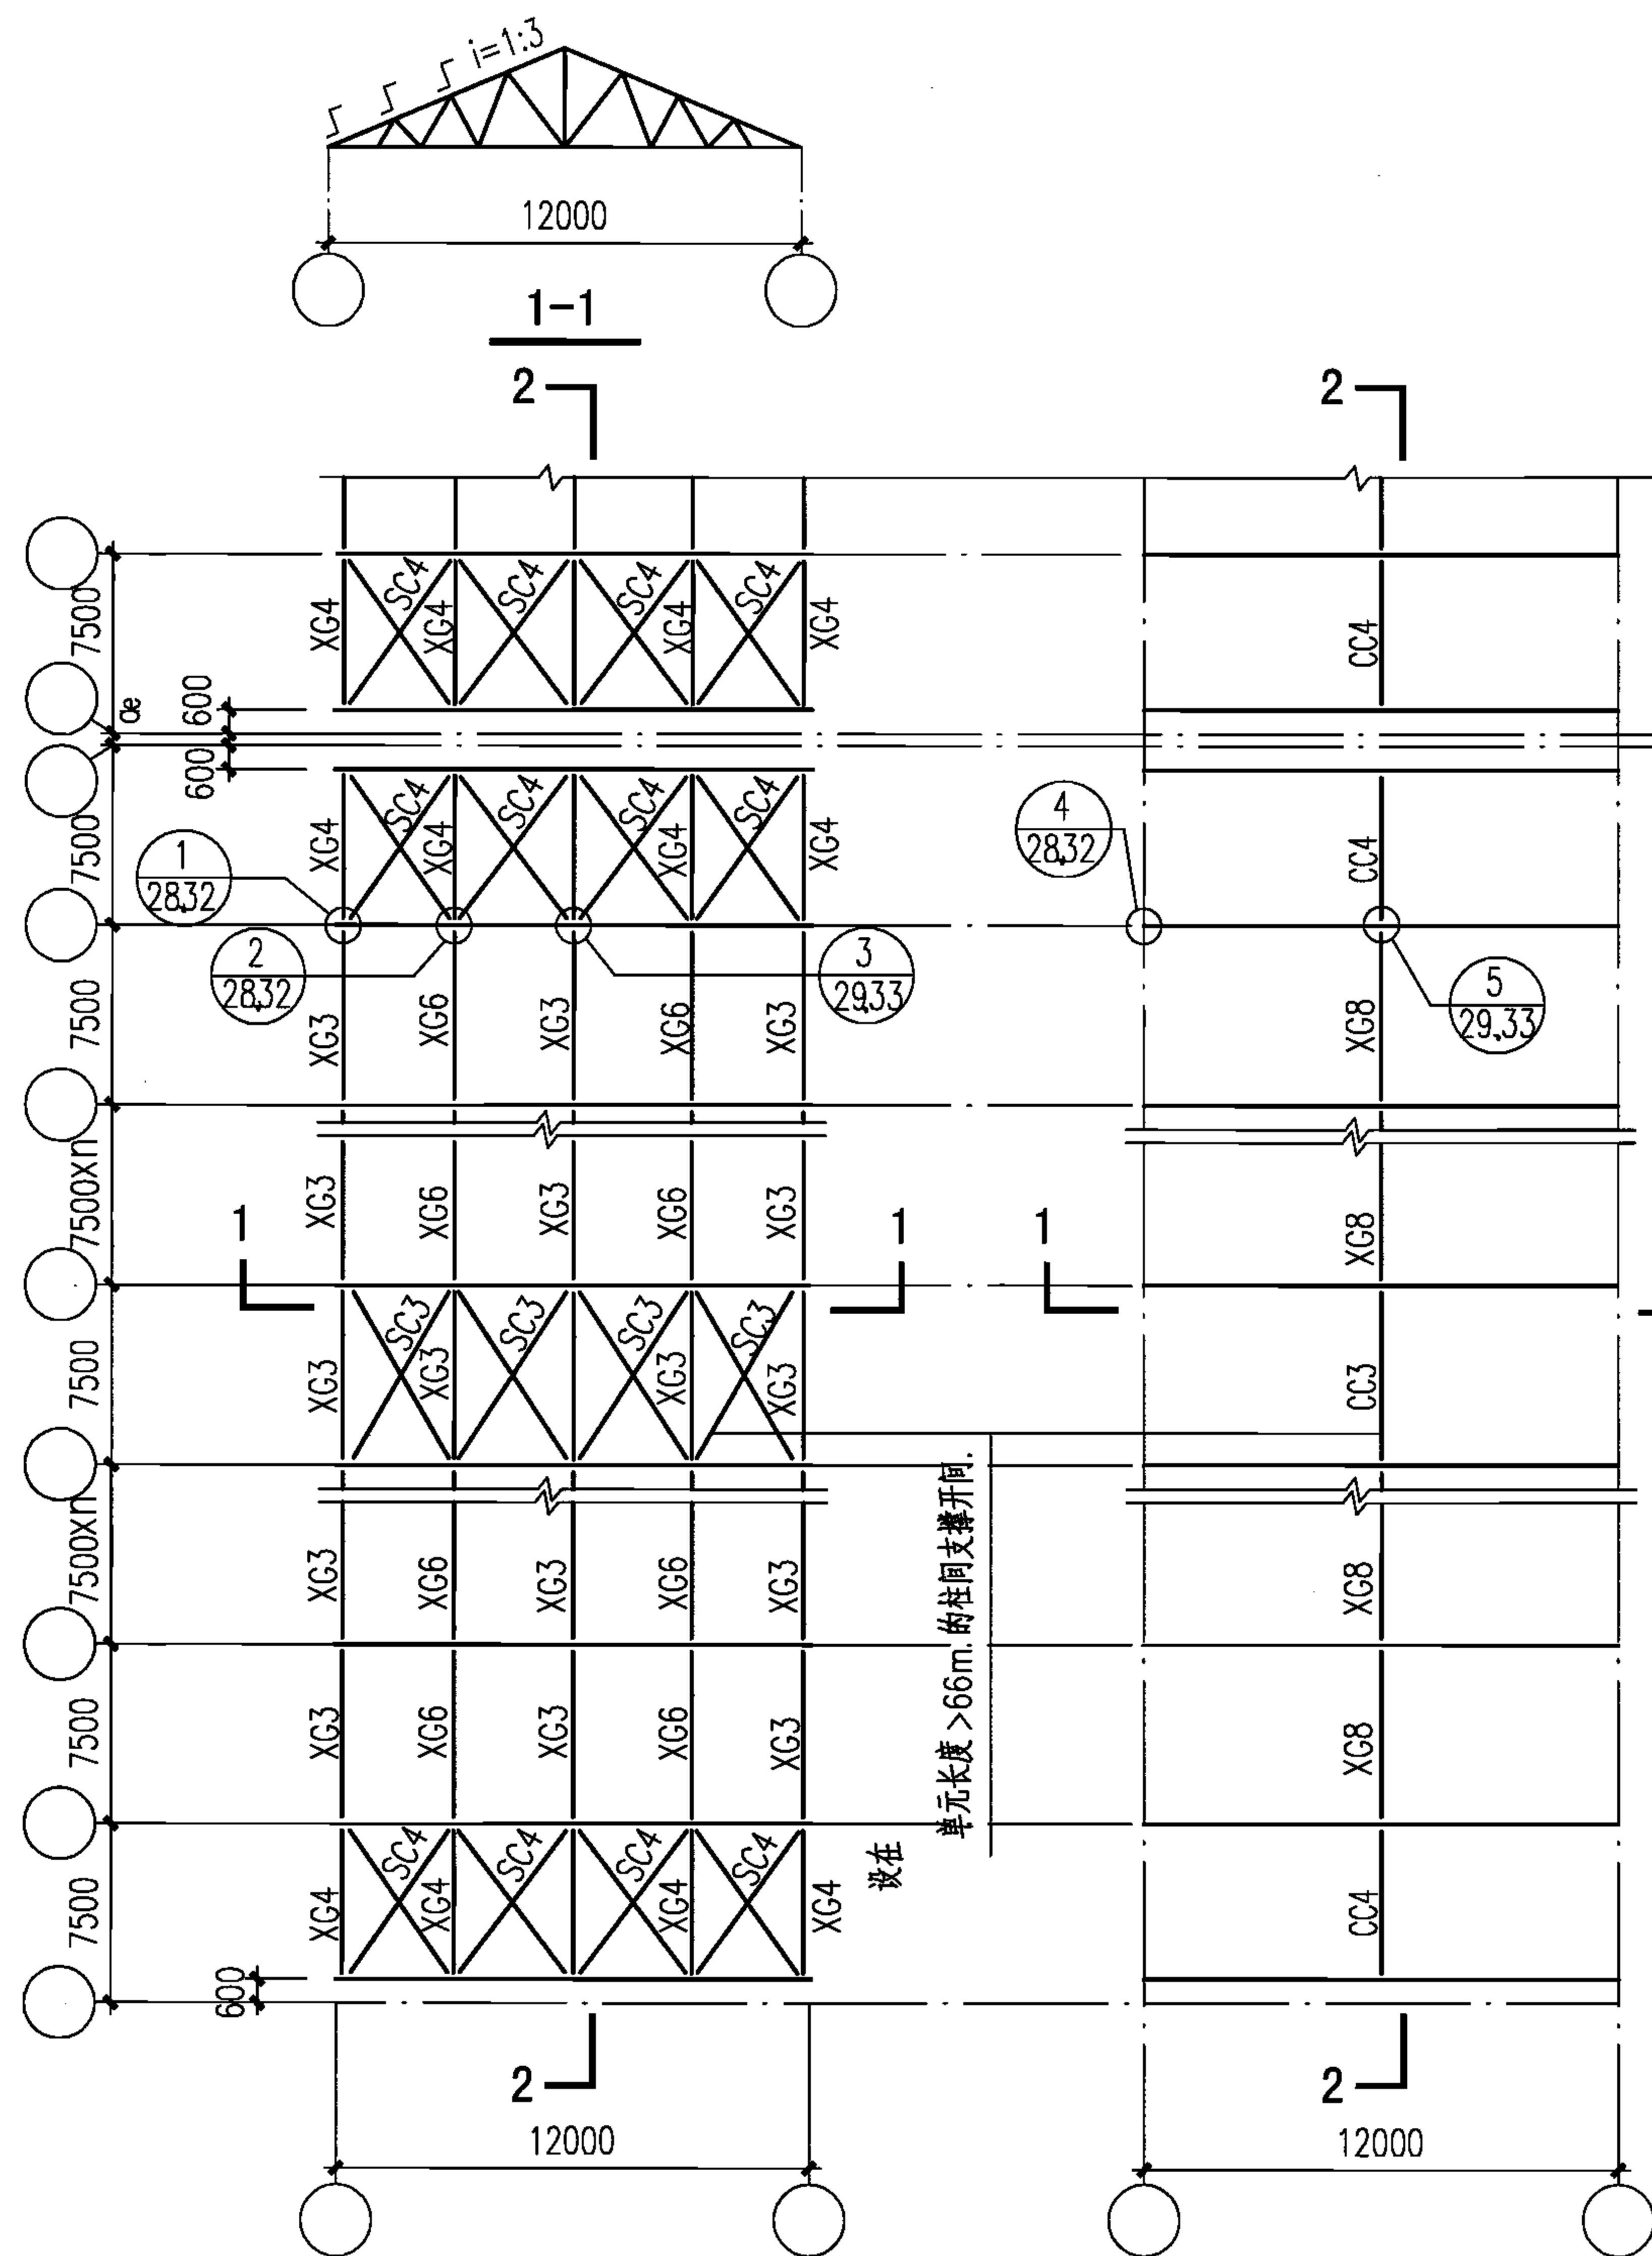 i=1:3
12000
1-1
2
2
7500
XG4
SC4
XG4
SC4
SC4
XG4
SC4
XG4
CC4
600
600
7500
XG4
SC4
XG4
SC4
SC4
XG4
SC4
XG4
CC4
1
28.32
2
28.32
3
29.33
4
28.32
5
29.33
7500
XG3
XG6
XG3
XG6
XG3
XG8
7500xn
XG3
XG6
XG3
XG6
XG3
XG8
1
1
1
7500
XG3
SC3
XG3
SC3
SC3
XG3
SC3
XG3
CC3
设在
单元长度>66m.的柱间支撑开间.
7500xn
XG3
XG6
XG3
XG6
XG3
XG8
7500
XG3
XG6
XG3
XG6
XG3
XG8
7500
XG4
SC4
XG4
SC4
SC4
XG4
SC4
XG4
CC4
600
2
2
12000
12000